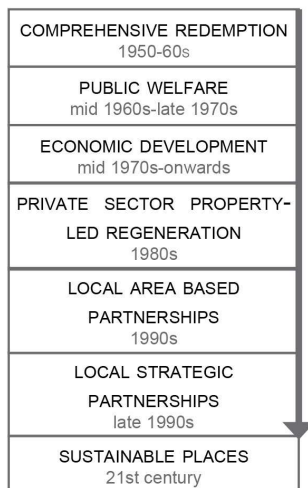 COMPREHENSIVE REDEMPTION
1950-60s
PUBLIC WELFARE
mid 1960s-late 1970s
ECONOMIC DEVELOPMENT
mid 1970s-onwards
PRIVATE SECTOR PROPERTY-
LED REGENERATION
1980s
LOCAL AREA BASED
PARTNERSHIPS
1990s
LOCAL STRATEGIC
PARTNERSHIPS
late 1990s
SUSTAINABLE PLACES
21st century